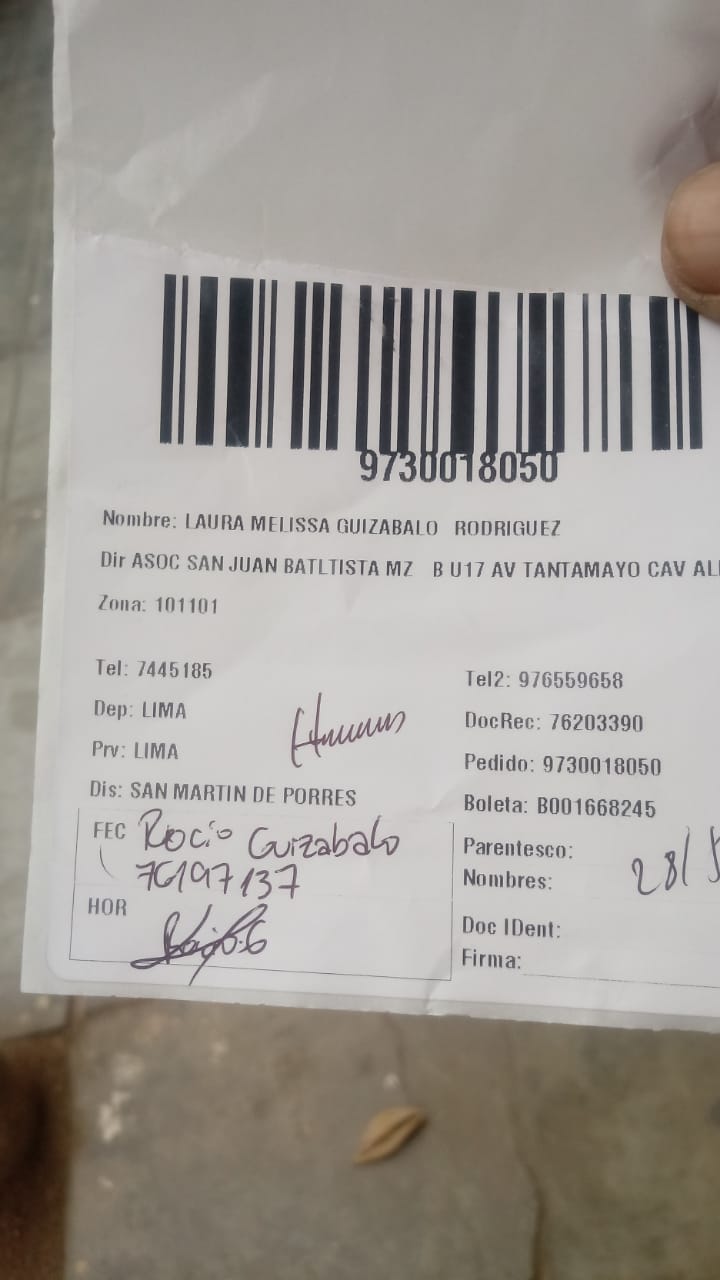 9730018050
Nombre: LAURA MELISSA GUIZABALO RODRIGUEZ
Dir ASOC SAN JUAN BATLTISTA MZ B U17 AV TANTAMAYO CAV
Zona: 101101
Tel: 7445185
Tel2: 976559658
Dep: LIMA
DocRec: 76203390
Prv: LIMA
Pedido: 9730018050
Dis: SAN MARTIN DE PORRES
Boleta: B001668245
FEC Rocío Guizabalo
76197137
HOR
Parentesco:
Nombres:
28/
Doc IDent:
Firma: